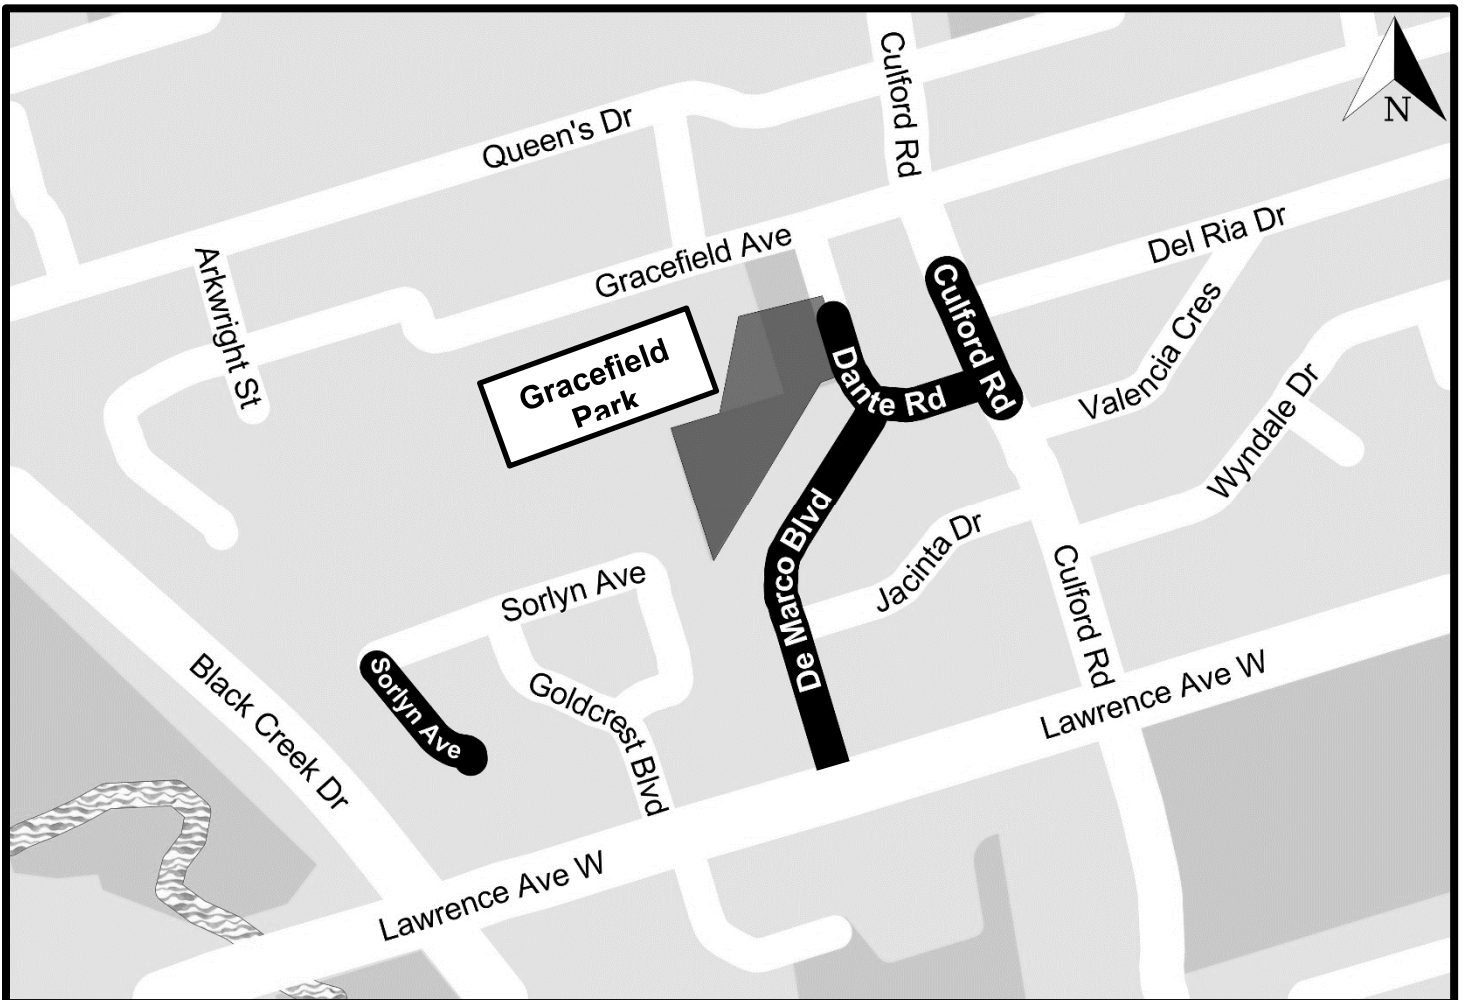 Culford Rd
N
Queen's Dr
Gracefield Ave
Del Ria Dr
Arkwright St
Culford Rd
Valencia Cres
Gracefield
Park
Dante Rd
Wyndale Dr
De Marco Blvd
Jacinta Dr
Sorlyn Ave
Culford Rd
Sorlyn Ave
Goldcrest Blvd
Black Creek Dr
Lawrence Ave W
Lawrence Ave W